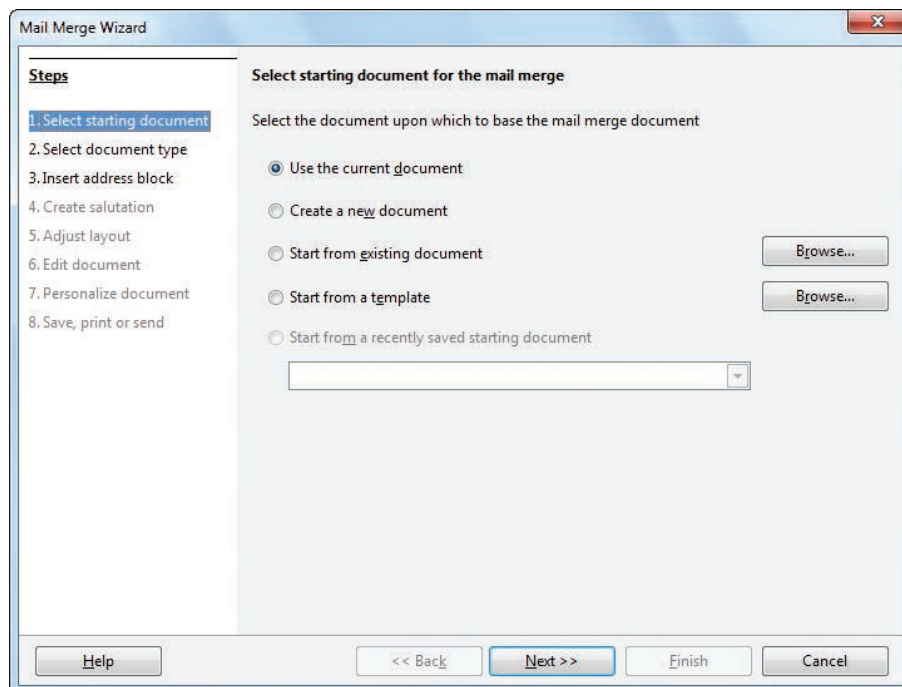 Mail Merge Wizard
Steps
1. Select starting document
2. Select document type
3. Insert address block
4. Create salutation
5. Adjust layout
6. Edit document
7. Personalize document
8. Save, print or send
Select starting document for the mail merge
Select the document upon which to base the mail merge document
Use the current document
Create a new document
Start from existing document
Browse...
Start from a template
Browse...
Start from a recently saved starting document
Help
<< Back
Next >>
Finish
Cancel